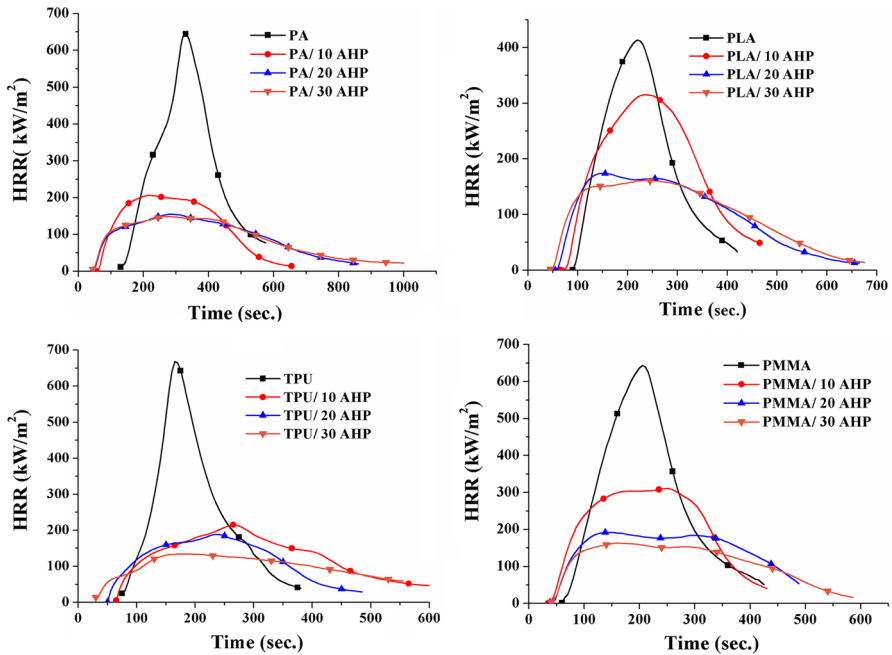 700
600
500
400
300
200
100
0
HRR( kW/m²)
PA
PA/ 10 AHP
PA/ 20 AHP
PA/ 30 AHP
0 200 400 600 800 1000
Time (sec.)
400
300
200
100
0
HRR (kW/m²)
PLA
PLA/ 10 AHP
PLA/ 20 AHP
PLA/ 30 AHP
0 100 200 300 400 500 600 700
Time (sec.)
700
600
500
400
300
200
100
0
HRR (kW/m²)
TPU
TPU/ 10 AHP
TPU/ 20 AHP
TPU/ 30 AHP
0 100 200 300 400 500 600
Time (sec.)
700
600
500
400
300
200
100
0
HRR (kW/m²)
PMMA
PMMA/ 10 AHP
PMMA/ 20 AHP
PMMA/ 30 AHP
0 200 400 600
Time (sec.)